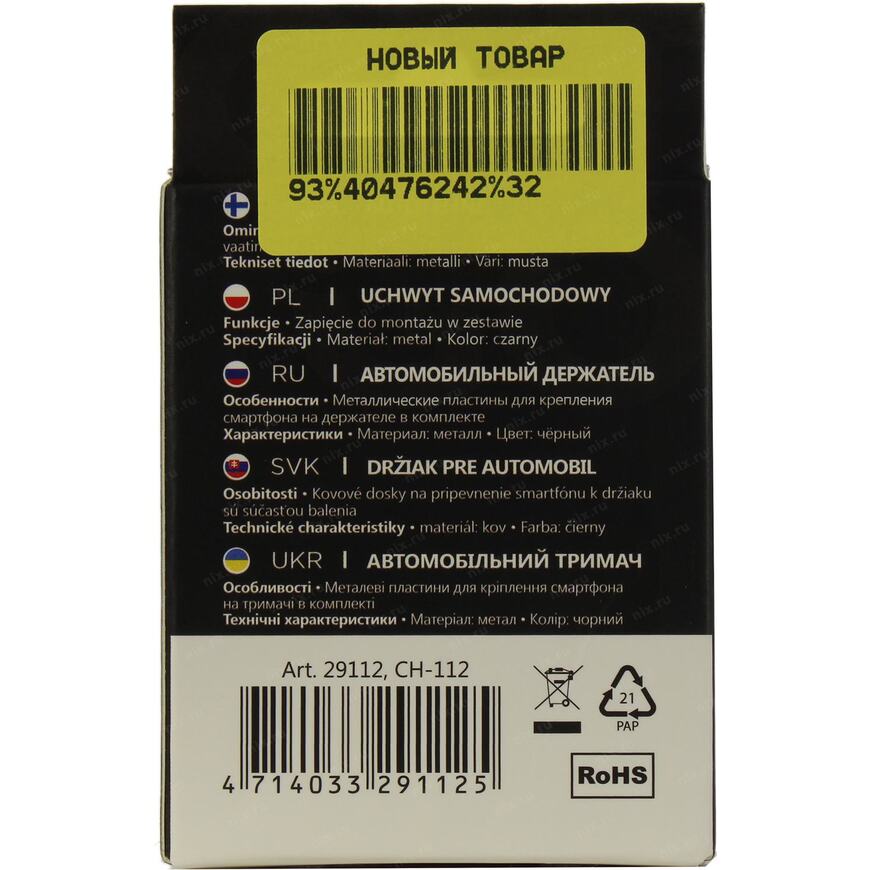 НОВЫЙ ТОВАР
93%40476242%32
Tekniset tiedot • Materiaali: metalli • Väri: musta
PL | UCHWYT SAMOCHODOWY
Funkcje • Zapięcie do montażu w zestawie
Specyfikacji • Materiał: metal • Kolor: czarny
RU | АВТОМОБИЛЬНЫЙ ДЕРЖАТЕЛЬ
Особенности • Металлические пластины для крепления
смартфона на держателе в комплекте
Характеристики • Материал: металл • Цвет: чёрный
SVK | DRŽIAK PRE AUTOMOBIL
Osobitosti • Kovové dosky na pripevnenie smartfónu k držiaku
sú súčasťou balenia
Technické charakteristiky • materiál: kov • Farba: čierny
UKR | АВТОМОБІЛЬНИЙ ТРИМАЧ
Особливості • Металеві пластини для кріплення смартфона
на тримачі в комплекті
Технічні характеристики • Матеріал: метал • Колір: чорний
Art. 29112, CH-112
4 714033 291125
21
PAP
RoHS
nix.ru